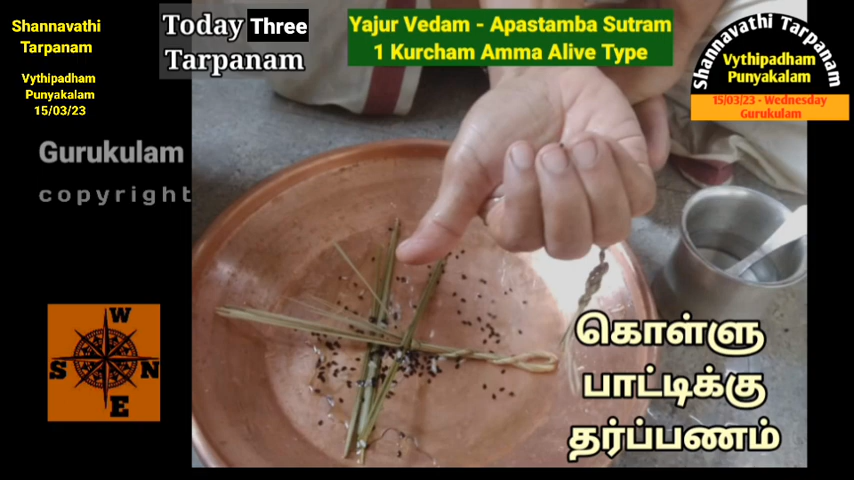 Shannavathi
Tarpanam
Vythipadham
Punyakalam
15/03/23
Today Three
Tarpanam
Yajur Vedam - Apastamba Sutram
1 Kurcham Amma Alive Type
Shannavathi Tarpanam
Vythipadham
Punyakalam
15/03/23 - Wednesday
Gurukulam
Gurukulam
copyright
W
S N
E
கொள்ளு
பாட்டிக்கு
தர்ப்பணம்